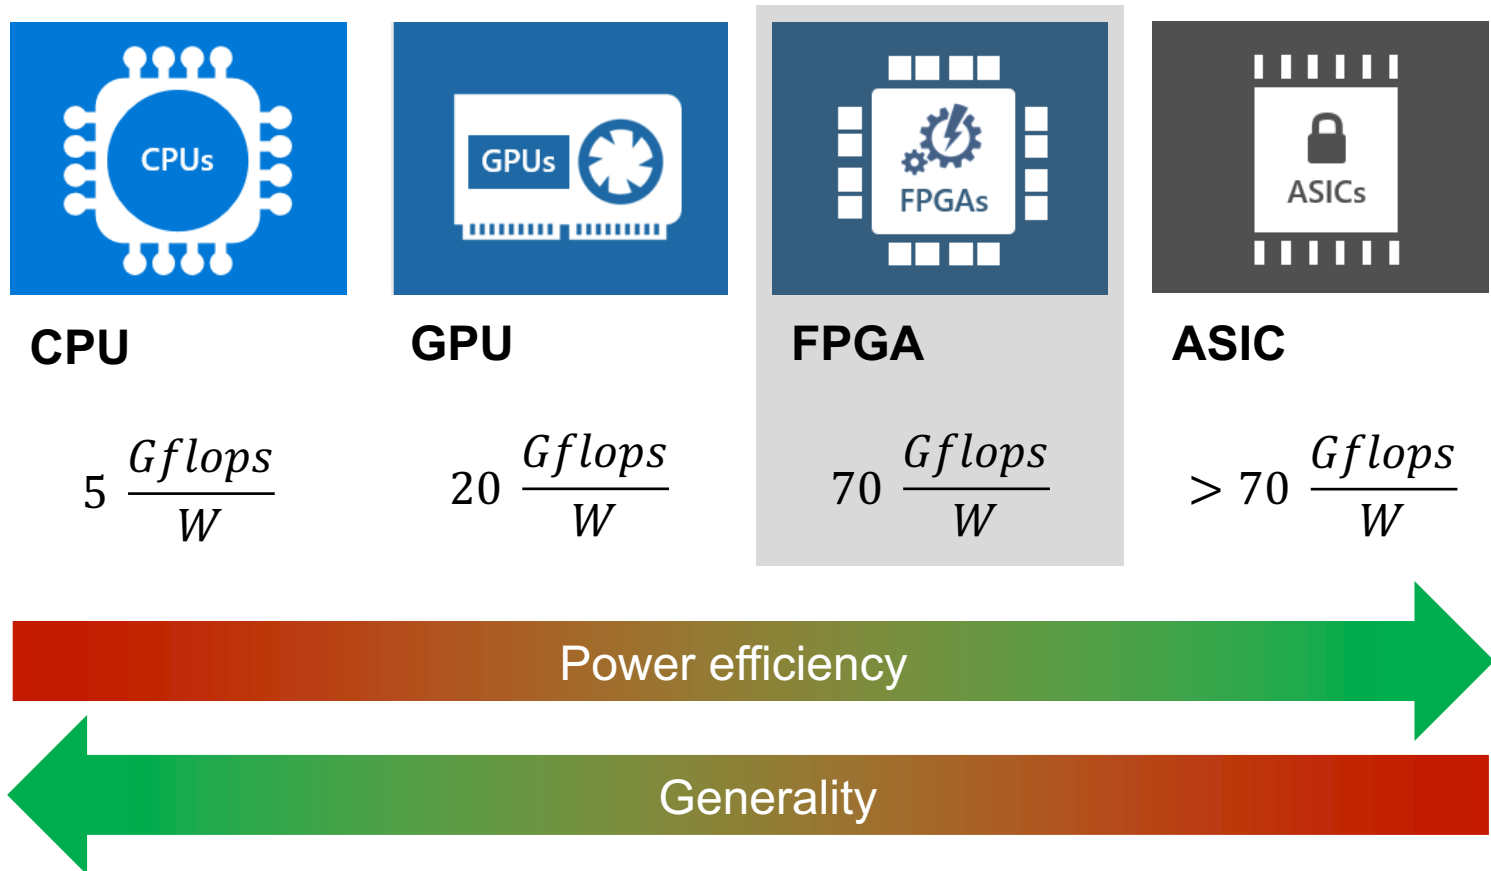 CPUs
GPUs
FPGAs
ASICs
CPU
GPU
FPGA
ASIC
5 Gflops/W
20 Gflops/W
70 Gflops/W
> 70 Gflops/W
Power efficiency
Generality